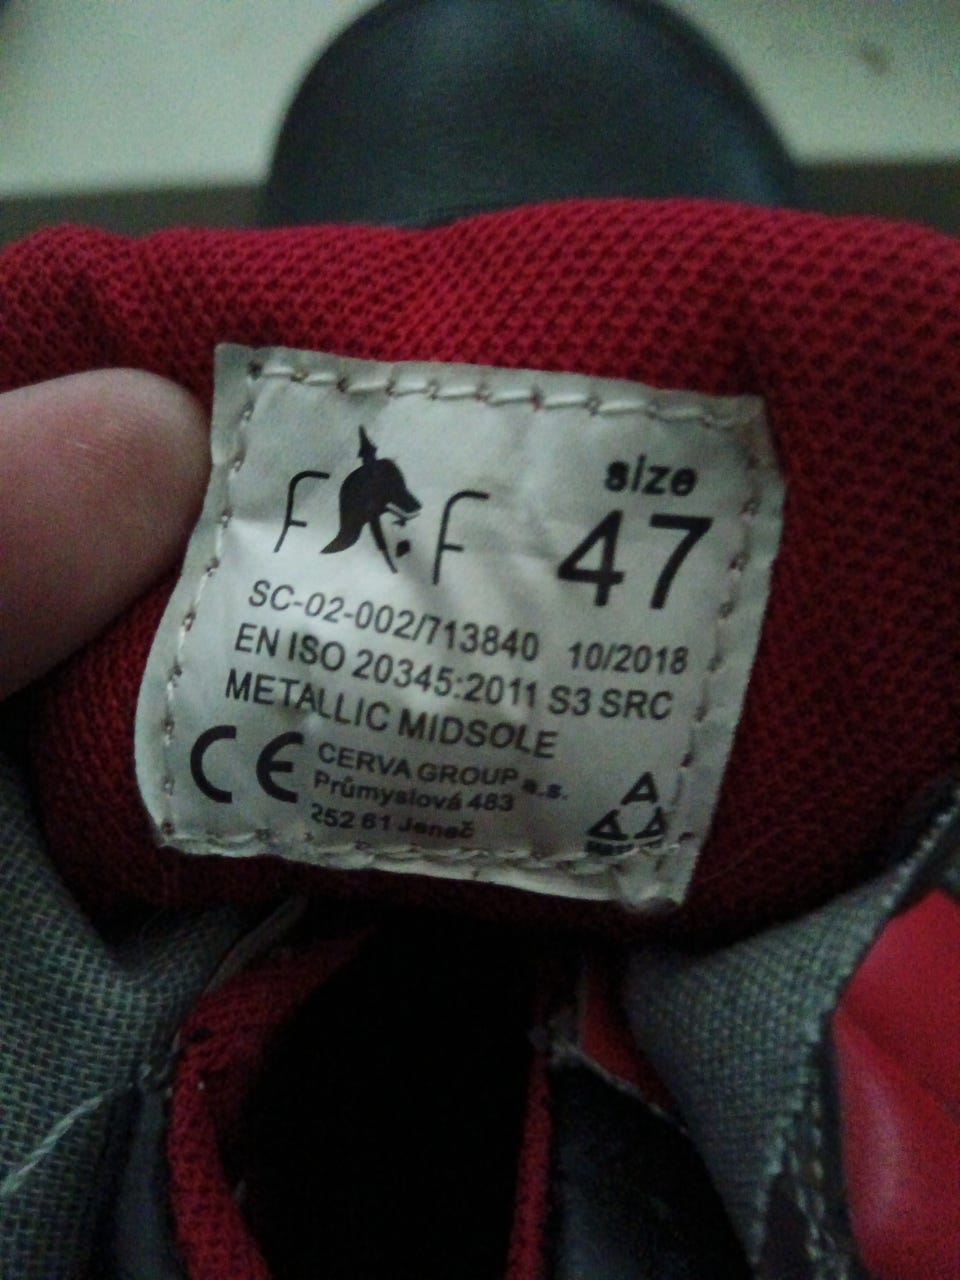 F F
size
47
SC-02-002/713840 10/2018
EN ISO 20345:2011 S3 SRC
METALLIC MIDSOLE
CE
CERVA GROUP a.s.
Průmyslová 483
252 61 Jeneč